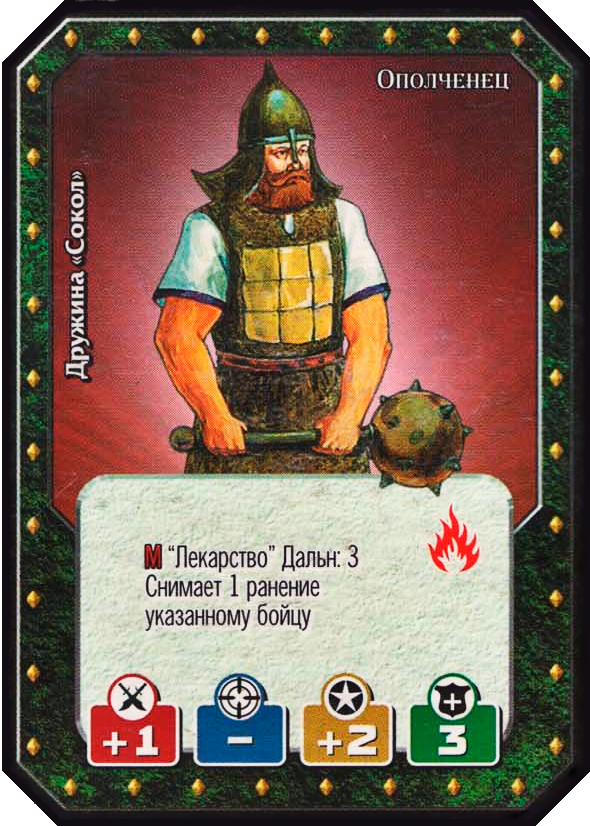 Ополченец
Дружина «Сокол»
М “Лекарство” Дальн: 3
Снимает 1 ранение
указанному бойцу
+1
–
+2
3